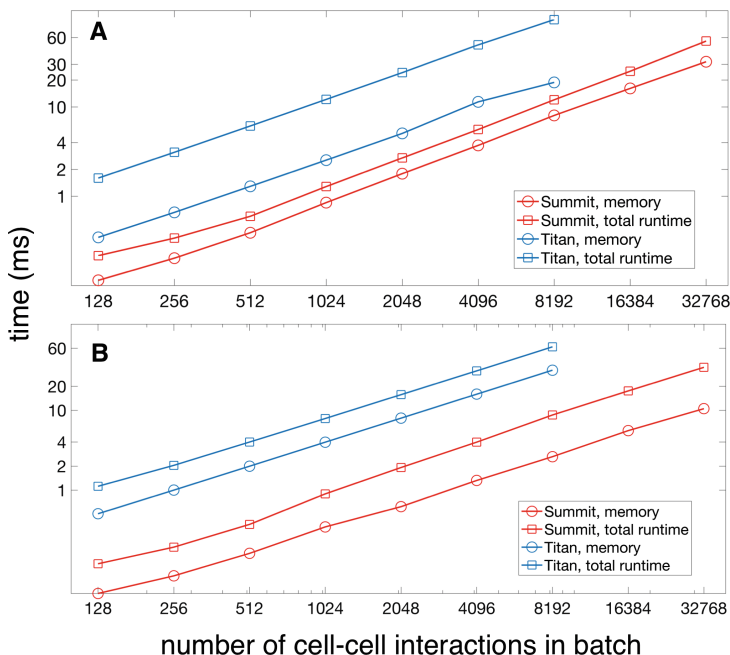 A
60
30
20
10
4
2
1
Summit, memory
Summit, total runtime
Titan, memory
Titan, total runtime
128 256 512 1024 2048 4096 8192 16384 32768
time (ms)
B
60
20
10
4
2
1
Summit, memory
Summit, total runtime
Titan, memory
Titan, total runtime
128 256 512 1024 2048 4096 8192 16384 32768
number of cell-cell interactions in batch